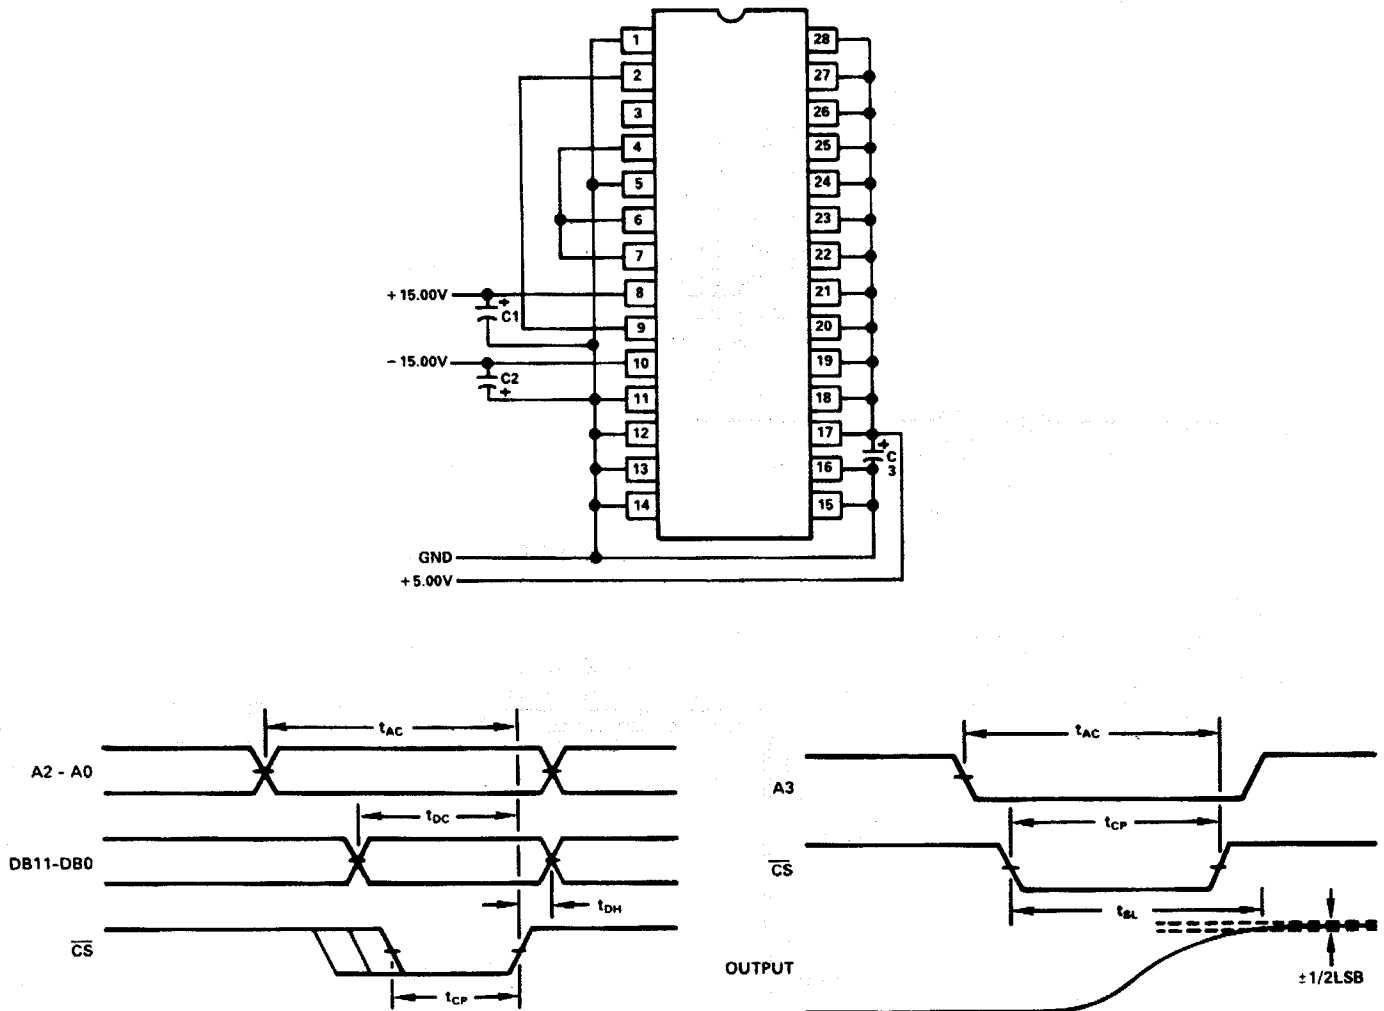 1 28
2 27
3 26
4 25
5 24
6 23
7 22
+15.00V 8 21
+ C1
9 20
−15.00V 10 19
C2
+
11 18
12 17
+ C 3
13 16
14 15
GND
+5.00V
tAC
A2 - A0
tDC
DB11-DB0
tDH
CS
tCP
tAC
A3
tCP
CS
tSL
OUTPUT
±1/2LSB